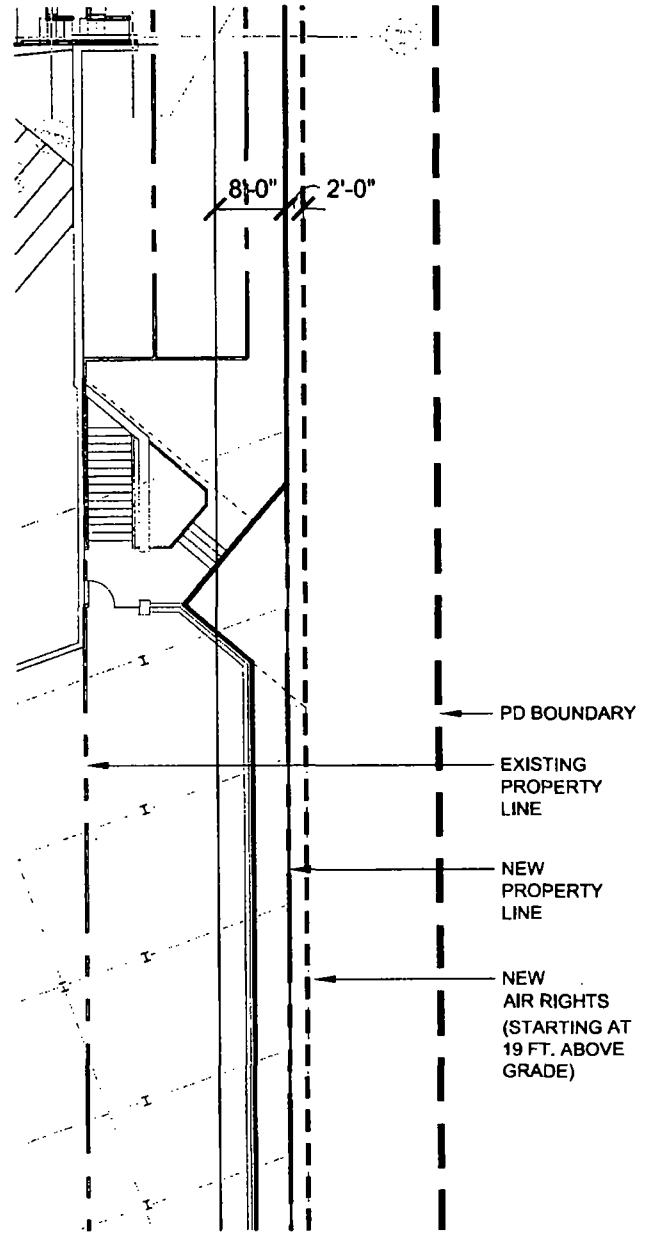 8'-0" 2'-0"
PD BOUNDARY
EXISTING
PROPERTY
LINE
NEW
PROPERTY
LINE
NEW
AIR RIGHTS
(STARTING AT
19 FT. ABOVE
GRADE)